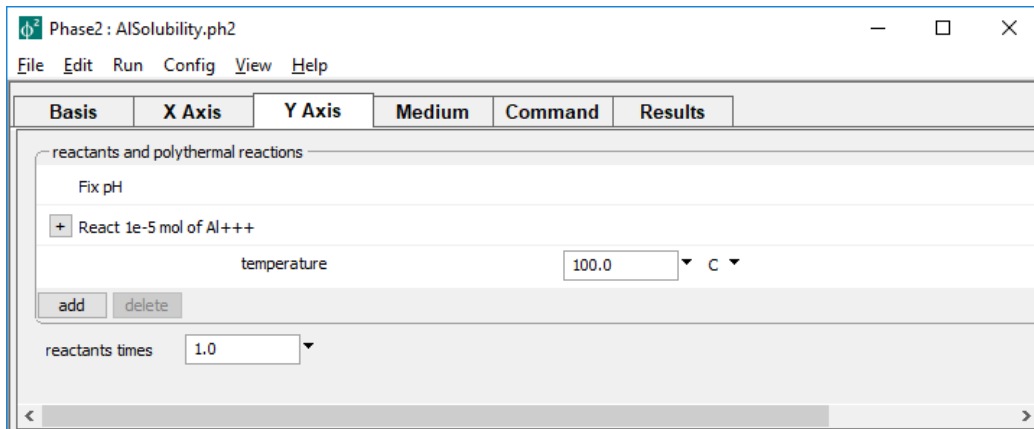 ϕ² Phase2 : AlSolubility.ph2
File Edit Run Config View Help
Basis X Axis Y Axis Medium Command Results
reactants and polythermal reactions
Fix pH
+ React 1e-5 mol of Al+++
temperature 100.0 C
add delete
reactants times 1.0